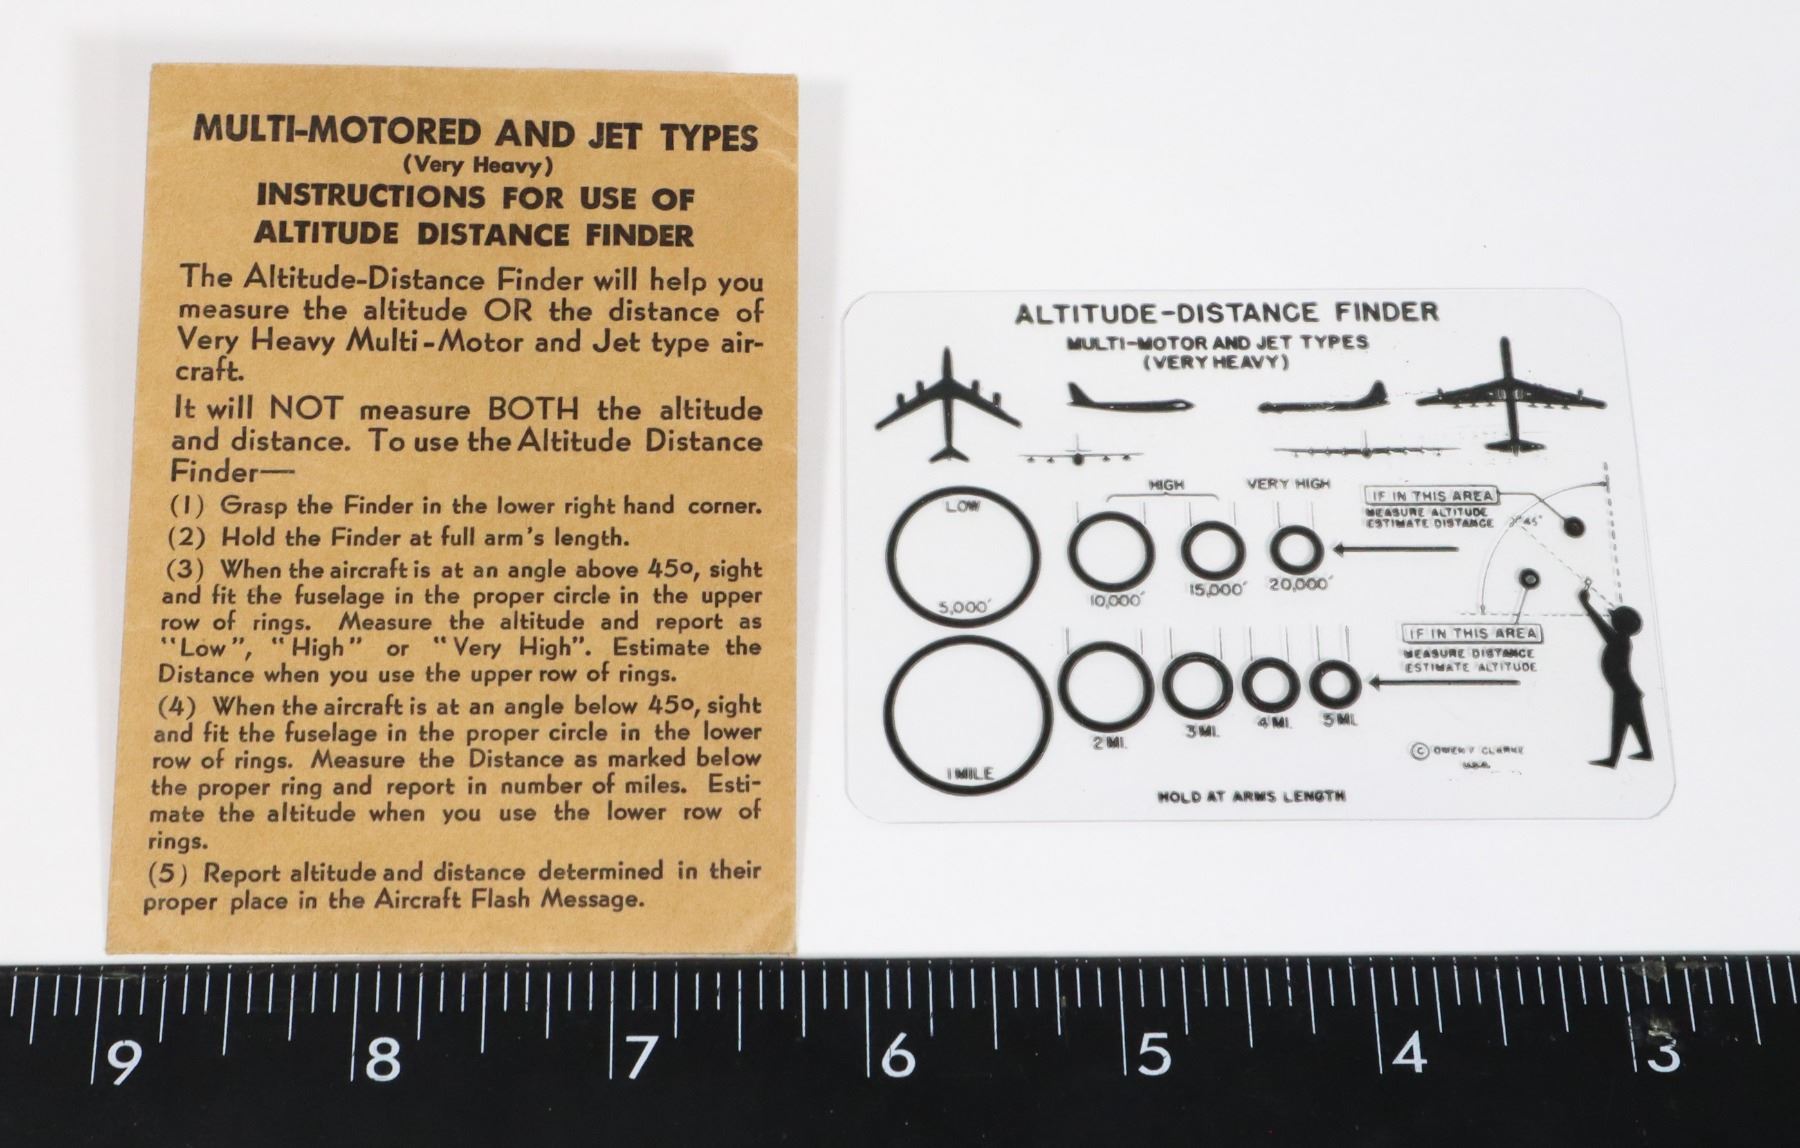 MULTI-MOTORED AND JET TYPES
(Very Heavy)
INSTRUCTIONS FOR USE OF
ALTITUDE DISTANCE FINDER
The Altitude-Distance Finder will help you
measure the altitude OR the distance of
Very Heavy Multi-Motor and Jet type air-
craft.
It will NOT measure BOTH the altitude
and distance. To use the Altitude Distance
Finder—
(1) Grasp the Finder in the lower right hand corner.
(2) Hold the Finder at full arm's length.
(3) When the aircraft is at an angle above 45º, sight
and fit the fuselage in the proper circle in the upper
row of rings. Measure the altitude and report as
"Low", "High" or "Very High". Estimate the
Distance when you use the upper row of rings.
(4) When the aircraft is at an angle below 45º, sight
and fit the fuselage in the proper circle in the lower
row of rings. Measure the Distance as marked below
the proper ring and report in number of miles. Esti-
mate the altitude when you use the lower row of
rings.
(5) Report altitude and distance determined in their
proper place in the Aircraft Flash Message.
ALTITUDE-DISTANCE FINDER
MULTI-MOTOR AND JET TYPES
(VERY HEAVY)
LOW
HIGH
VERY HIGH
IF IN THIS AREA
MEASURE ALTITUDE
ESTIMATE DISTANCE
45°
5,000'
10,000'
15,000'
20,000'
IF IN THIS AREA
MEASURE DISTANCE
ESTIMATE ALTITUDE
1 MILE
2 MI.
3 MI.
4 MI.
5 MI.
© OWEN F CLARKE
U.S.A.
HOLD AT ARMS LENGTH
9 8 7 6 5 4 3